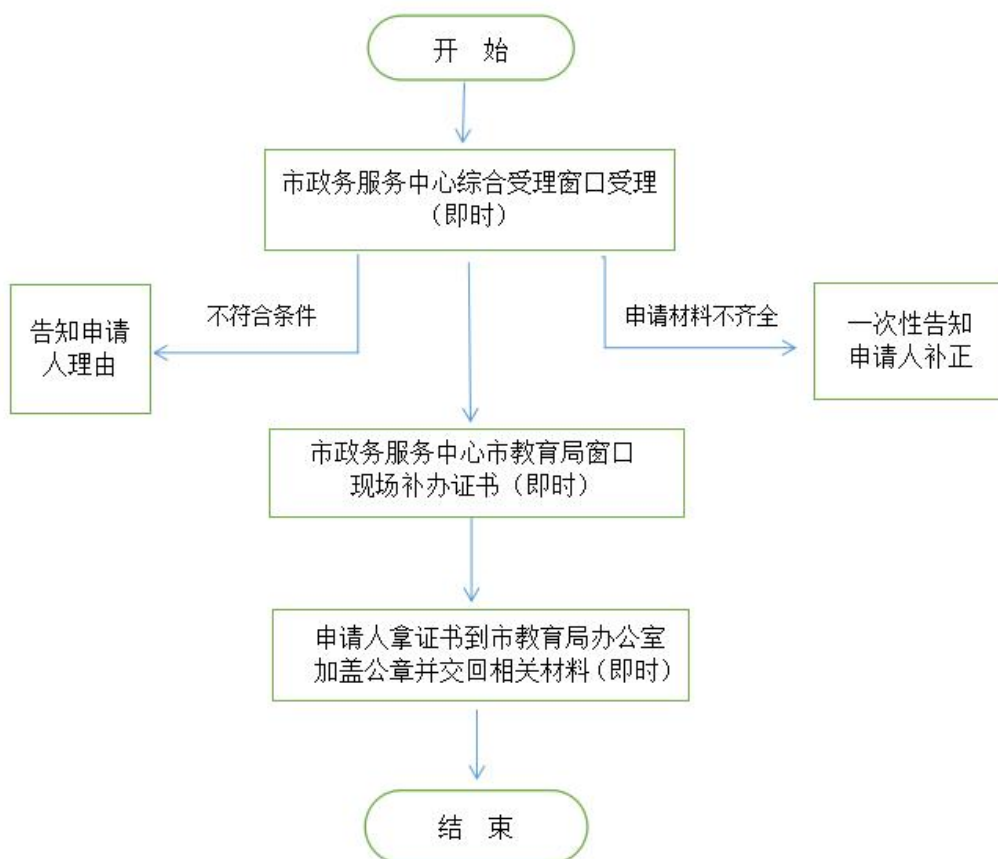 开 始
市政务服务中心综合受理窗口受理
（即时）
不符合条件
申请材料不齐全
告知申请
人理由
一次性告知
申请人补正
市政务服务中心市教育局窗口
现场补办证书（即时）
申请人拿证书到市教育局办公室
加盖公章并交回相关材料（即时）
结 束